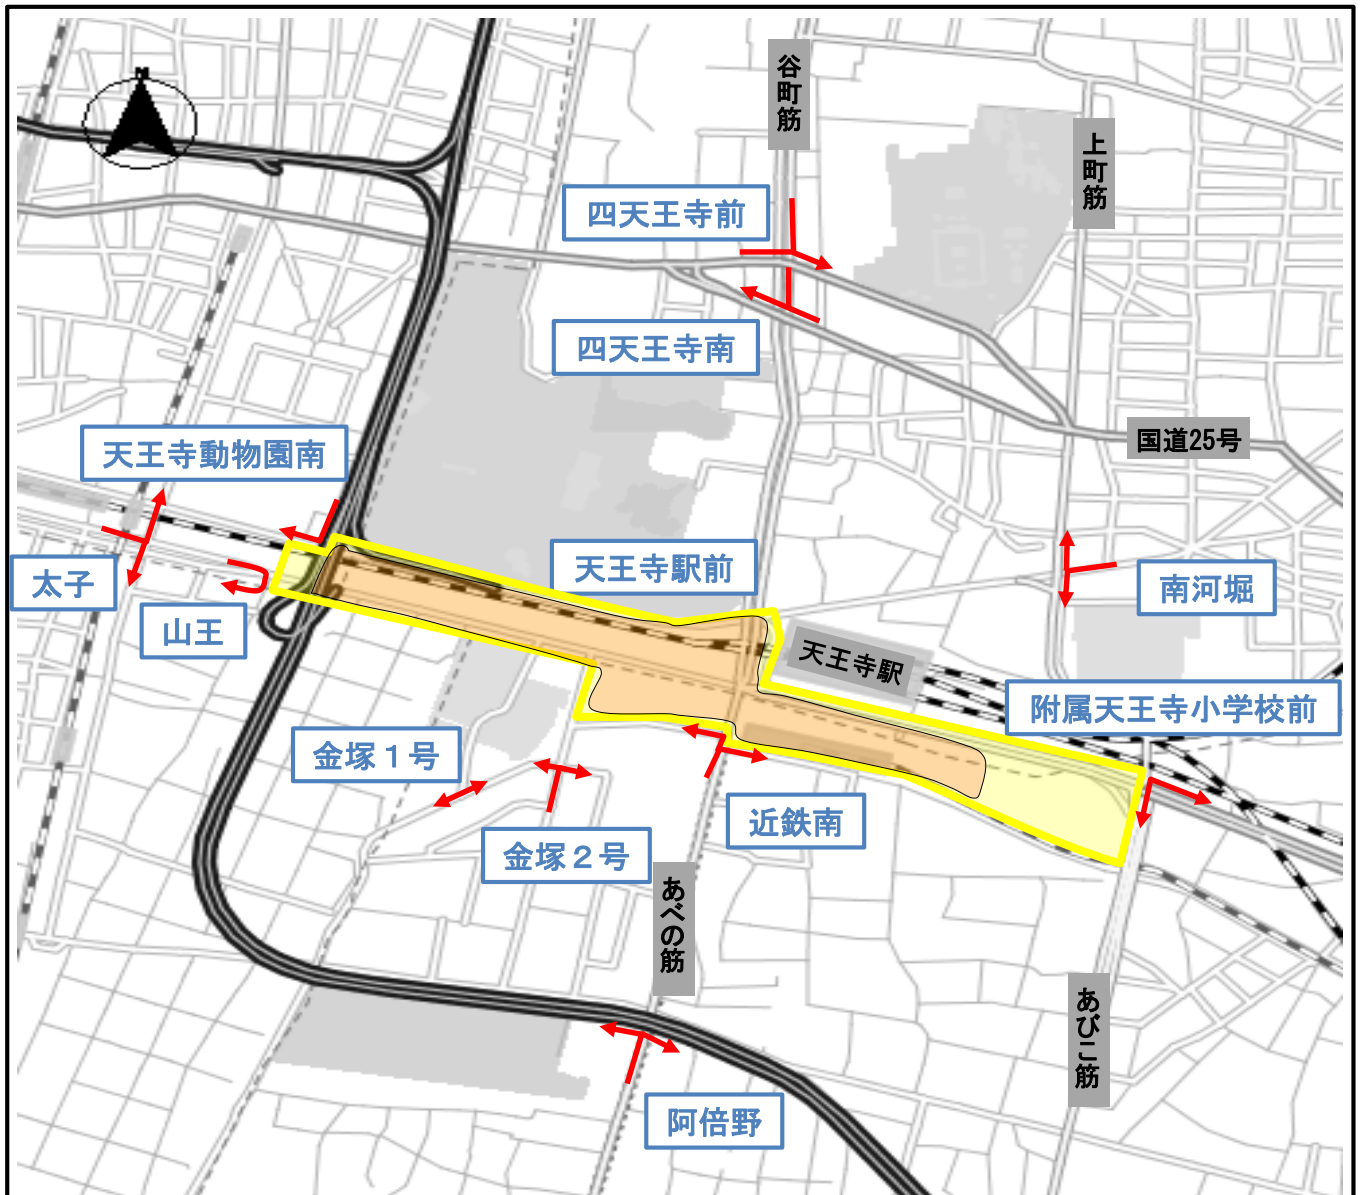 N
谷町筋
上町筋
四天王寺前
四天王寺南
国道25号
天王寺動物園南
天王寺駅前
太子
南河堀
山王
天王寺駅
附属天王寺小学校前
金塚1号
近鉄南
金塚2号
あべの筋
あびこ筋
阿倍野